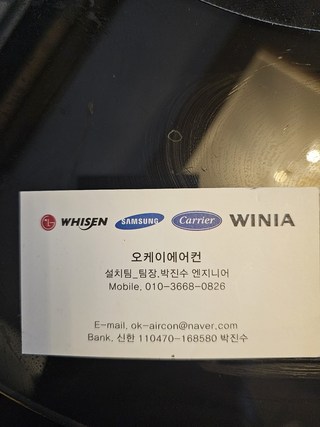 LG WHISEN SAMSUNG Carrier WINIA
오케이에어컨
설치팀_팀장.박진수 엔지니어
Mobile. 010-3668-0826
E-mail. ok-aircon@naver.com
Bank. 신한 110470-168580 박진수